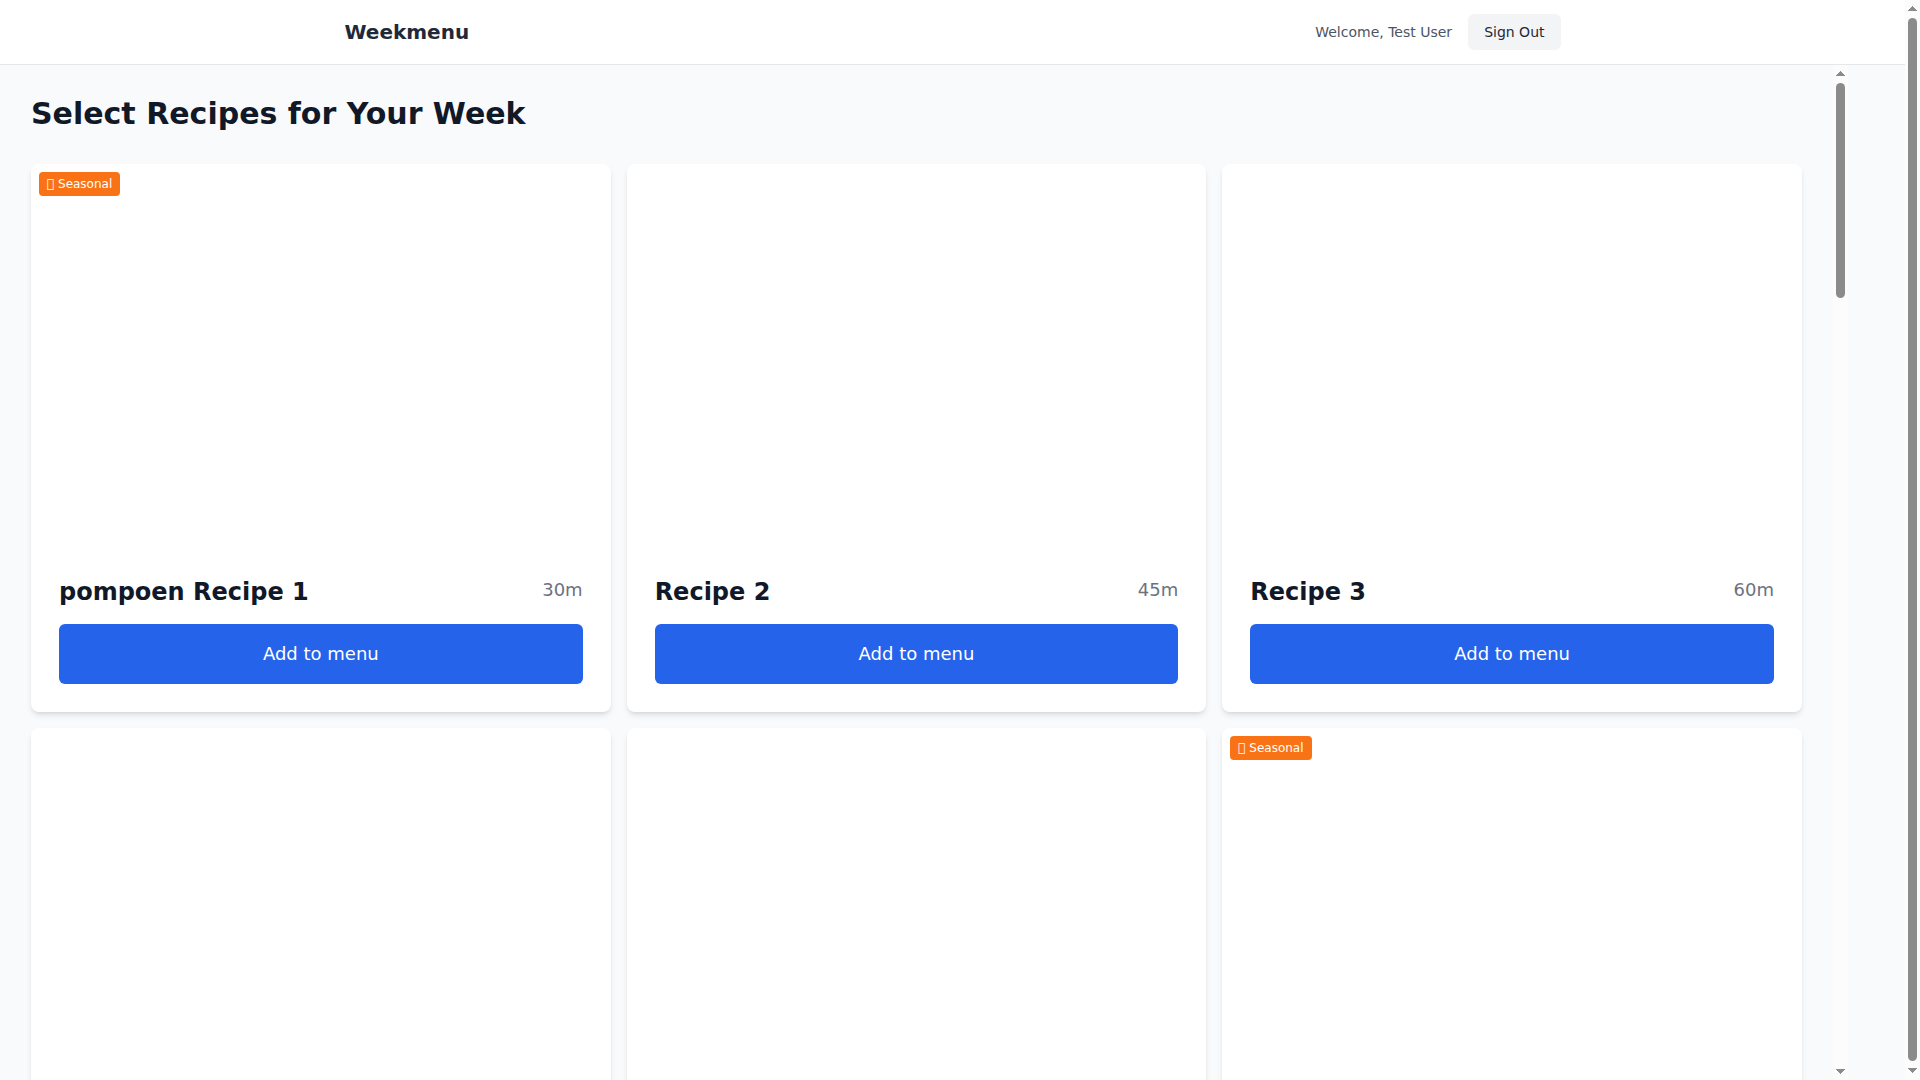 Weekmenu
Welcome, Test User
Sign Out
Select Recipes for Your Week
Seasonal
pompoen Recipe 1
30m
Recipe 2
45m
Recipe 3
60m
Add to menu
Add to menu
Add to menu
Seasonal